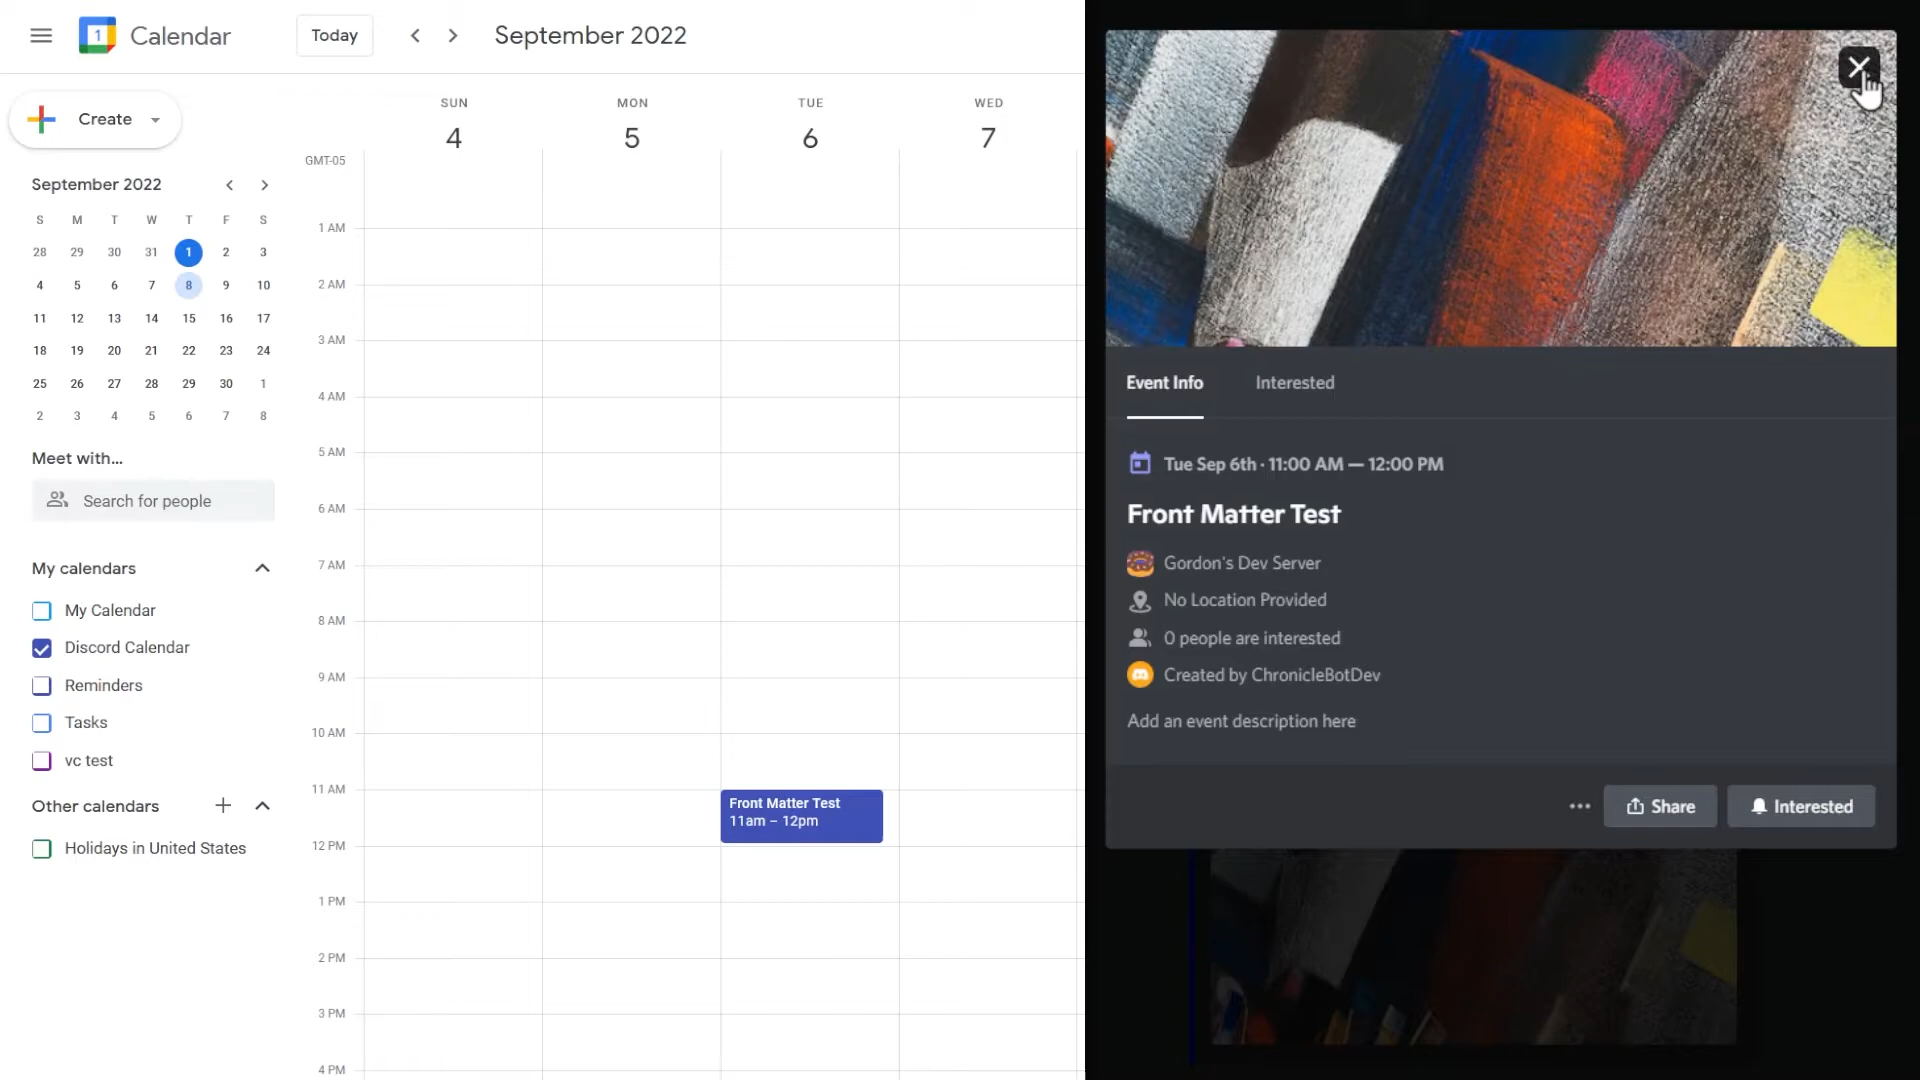 1 Calendar
Today
September 2022
Create
September 2022
S M T W T F S
28 29 30 31 1 2 3
4 5 6 7 8 9 10
11 12 13 14 15 16 17
18 19 20 21 22 23 24
25 26 27 28 29 30 1
2 3 4 5 6 7 8
Meet with...
Search for people
My calendars
My Calendar
Discord Calendar
Reminders
Tasks
vc test
Other calendars
Holidays in United States
SUN MON TUE WED
4 5 6 7
GMT-05
1 AM
2 AM
3 AM
4 AM
5 AM
6 AM
7 AM
8 AM
9 AM
10 AM
11 AM
Front Matter Test
11am – 12pm
12 PM
1 PM
2 PM
3 PM
4 PM
Event Info Interested
Tue Sep 6th · 11:00 AM — 12:00 PM
Front Matter Test
Gordon's Dev Server
No Location Provided
0 people are interested
Created by ChronicleBotDev
Add an event description here
Share Interested